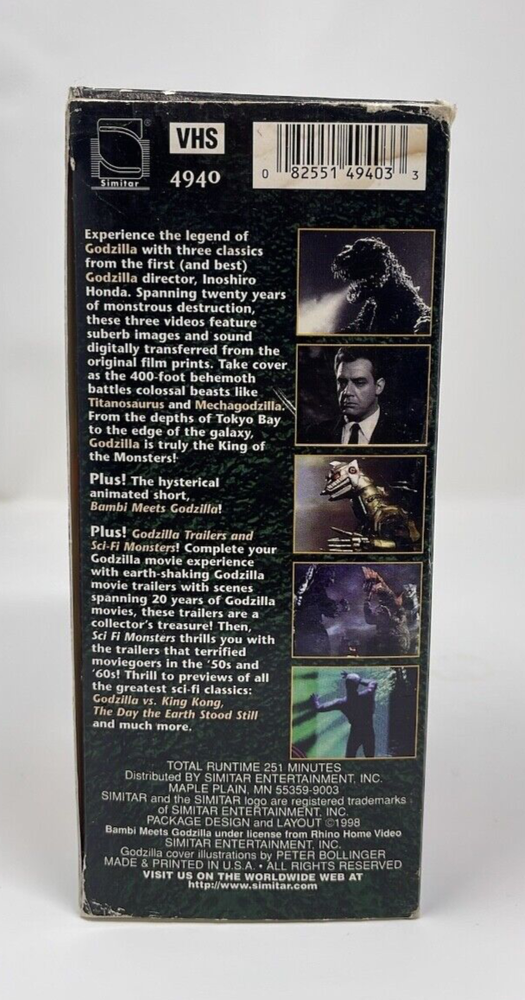 Simitar
VHS
4940
0 82551 49403 3
Experience the legend of
Godzilla with three classics
from the first (and best)
Godzilla director, Inoshiro
Honda. Spanning twenty years
of monstrous destruction,
these three videos feature
suberb images and sound
digitally transferred from the
original film prints. Take cover
as the 400-foot behemoth
battles colossal beasts like
Titanosaurus and Mechagodzilla.
From the depths of Tokyo Bay
to the edge of the galaxy,
Godzilla is truly the King of
the Monsters!
Plus! The hysterical
animated short,
Bambi Meets Godzilla!
Plus! Godzilla Trailers and
Sci-Fi Monsters! Complete your
Godzilla movie experience
with earth-shaking Godzilla
movie trailers with scenes
spanning 20 years of Godzilla
movies, these trailers are a
collector's treasure! Then,
Sci Fi Monsters thrills you with
the trailers that terrified
moviegoers in the '50s and
'60s! Thrill to previews of all
the greatest sci-fi classics:
Godzilla vs. King Kong,
The Day the Earth Stood Still
and much more.
TOTAL RUNTIME 251 MINUTES
Distributed BY SIMITAR ENTERTAINMENT, INC.
MAPLE PLAIN, MN 55359-9003
SIMITAR and the SIMITAR logo are registered trademarks
of SIMITAR ENTERTAINMENT, INC.
PACKAGE DESIGN and LAYOUT ©1998
Bambi Meets Godzilla under license from Rhino Home Video
SIMITAR ENTERTAINMENT, INC.
Godzilla cover illustrations by PETER BOLLINGER
MADE & PRINTED IN U.S.A. • ALL RIGHTS RESERVED
VISIT US ON THE WORLDWIDE WEB AT
http://www.simitar.com